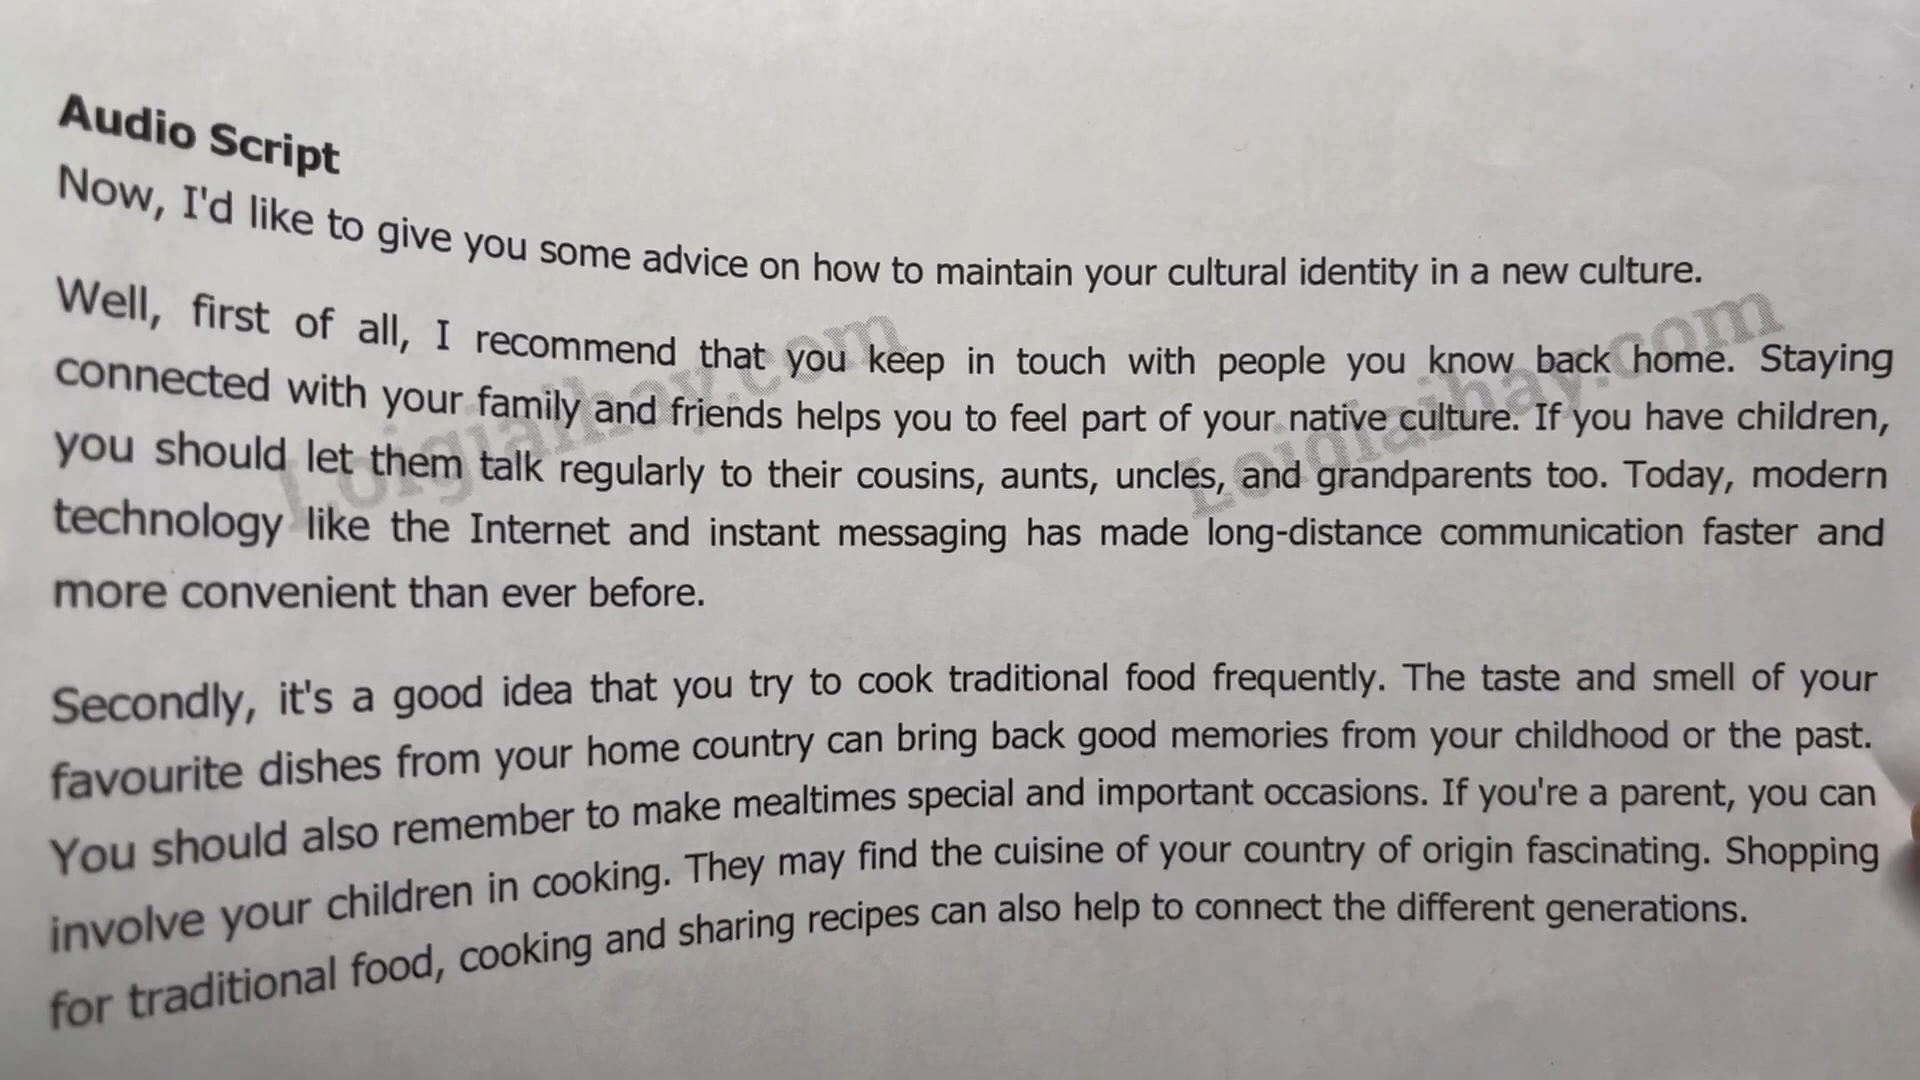 Audio Script
Now, I'd like to give you some advice on how to maintain your cultural identity in a new culture.
Well, first of all, I recommend that you keep in touch with people you know back home. Staying
connected with your family and friends helps you to feel part of your native culture. If you have children,
you should let them talk regularly to their cousins, aunts, uncles, and grandparents too. Today, modern
technology like the Internet and instant messaging has made long-distance communication faster and
more convenient than ever before.
Secondly, it's a good idea that you try to cook traditional food frequently. The taste and smell of your
favourite dishes from your home country can bring back good memories from your childhood or the past.
You should also remember to make mealtimes special and important occasions. If you're a parent, you can
involve your children in cooking. They may find the cuisine of your country of origin fascinating. Shopping
for traditional food, cooking and sharing recipes can also help to connect the different generations.
Loigiaihay.com
Loigiaihay.com